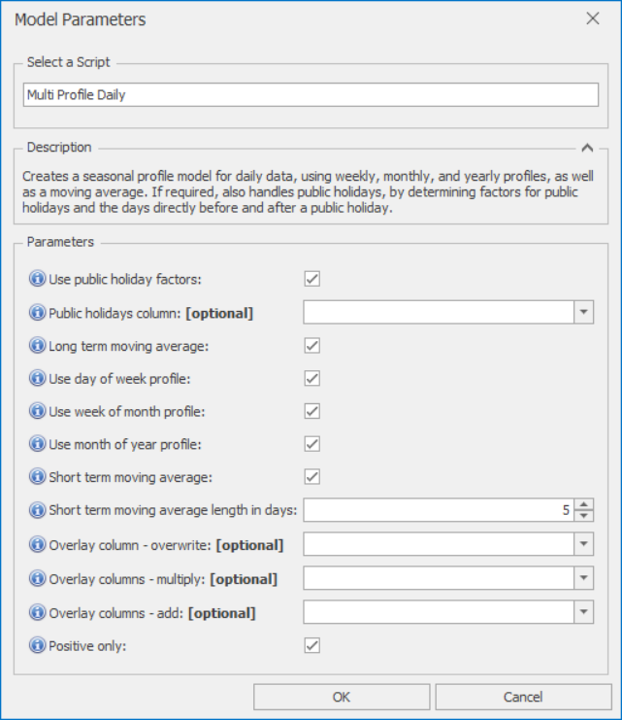 Model Parameters
Select a Script
Multi Profile Daily
Description
Creates a seasonal profile model for daily data, using weekly, monthly, and yearly profiles, as well
as a moving average. If required, also handles public holidays, by determining factors for public
holidays and the days directly before and after a public holiday.
Parameters
Use public holiday factors:
Public holidays column: [optional]
Long term moving average:
Use day of week profile:
Use week of month profile:
Use month of year profile:
Short term moving average:
Short term moving average length in days: 5
Overlay column - overwrite: [optional]
Overlay columns - multiply: [optional]
Overlay columns - add: [optional]
Positive only:
OK Cancel